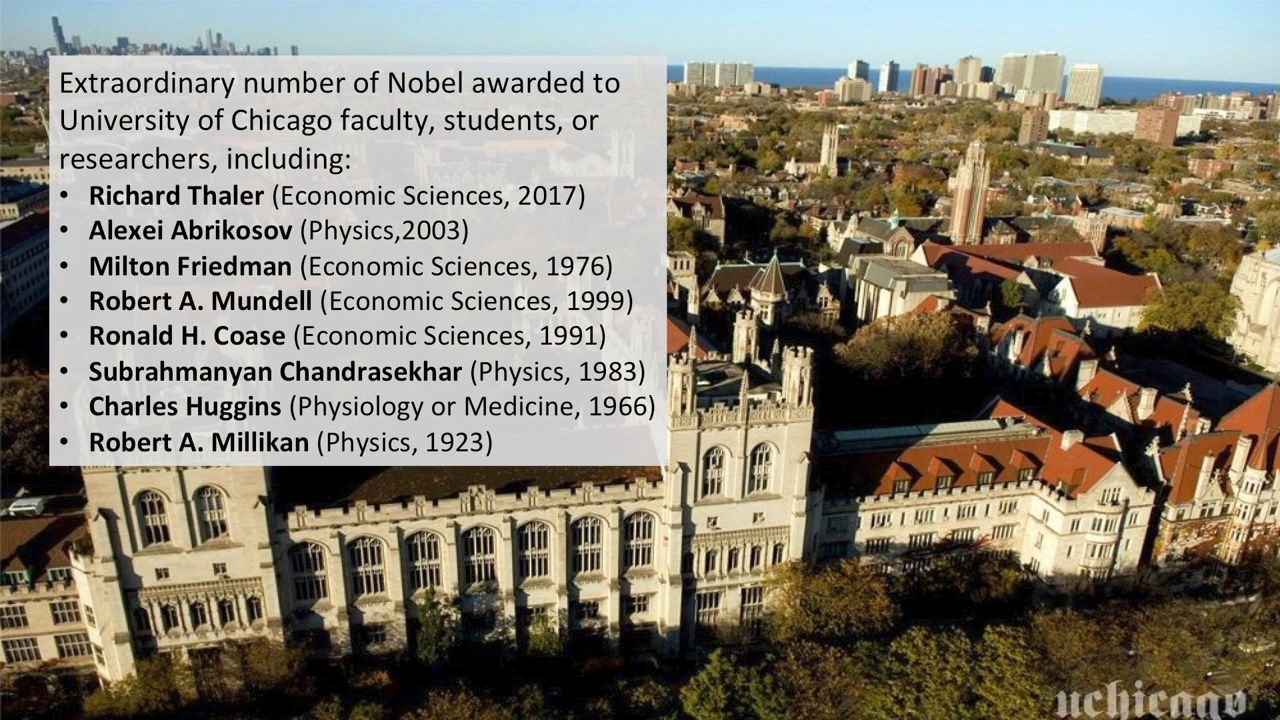 Extraordinary number of Nobel awarded to
University of Chicago faculty, students, or
researchers, including:
• Richard Thaler (Economic Sciences, 2017)
• Alexei Abrikosov (Physics,2003)
• Milton Friedman (Economic Sciences, 1976)
• Robert A. Mundell (Economic Sciences, 1999)
• Ronald H. Coase (Economic Sciences, 1991)
• Subrahmanyan Chandrasekhar (Physics, 1983)
• Charles Huggins (Physiology or Medicine, 1966)
• Robert A. Millikan (Physics, 1923)
uchicago